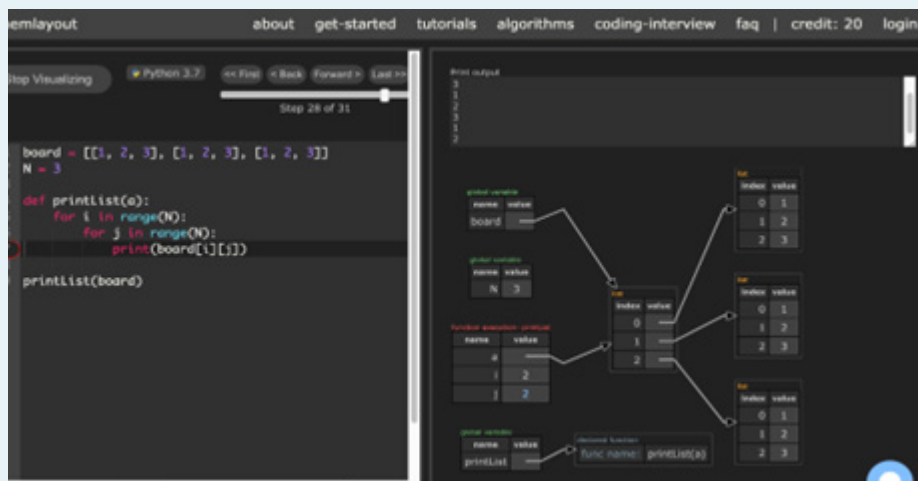 emlayout about get-started tutorials algorithms coding-interview faq | credit: 20 login
top Visualizing
Python 3.7
<< First < Back Forward > Last >>
Step 28 of 31
board = [[1, 2, 3], [1, 2, 3], [1, 2, 3]]
N = 3
def printList(a):
for i in range(N):
for j in range(N):
print(board[i][j])
printList(board)
Print output
3
1
2
3
1
2
global variable
name value
board
global variable
name value
N 3
function execution: printList
name value
a
i 2
j 2
global variable
name value
printList
declared function
func name: printList(a)
list
index value
0
1
2
list
index value
0 1
1 2
2 3
list
index value
0 1
1 2
2 3
list
index value
0 1
1 2
2 3